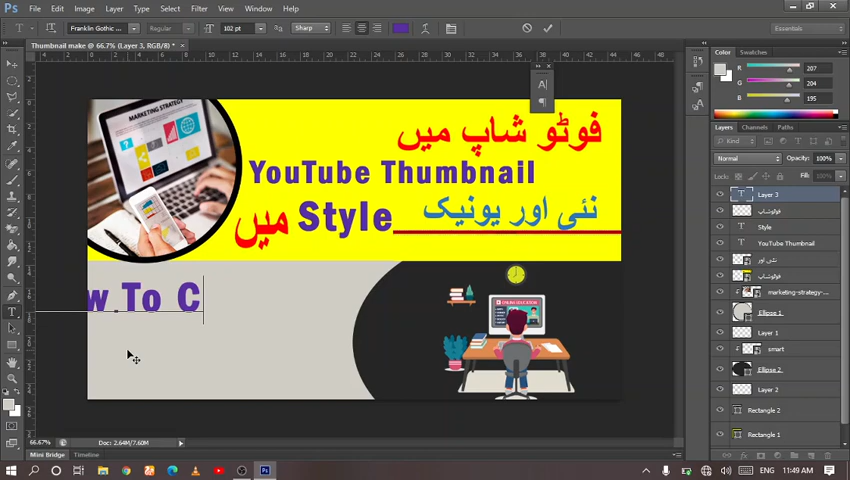 Ps File Edit Image Layer Type Select Filter View Window Help
T Franklin Gothic ... Regular 102 pt Sharp Essentials
Thumbnail make @ 66.7% (Layer 3, RGB/8) * ×
MARKETING STRATEGY
فوٹو شاپ میں
YouTube Thumbnail
نئی اور یونیک
Style میں
w To C
ONLINE EDUCATION
Color Swatches
R 207
G 204
B 195
Layers Channels Paths
Kind
Normal Opacity: 100%
Lock: Fill: 100%
Layer 3
فوٹوشاپ
Style
YouTube Thumbnail
نئی اور
فوٹوشاپ
marketing-strategy-...
Ellipse 1
Layer 1
smart
Ellipse 2
Layer 2
Rectangle 2
Rectangle 1
66.67% Doc: 2.64M/7.60M
Mini Bridge Timeline
ENG 11:49 AM